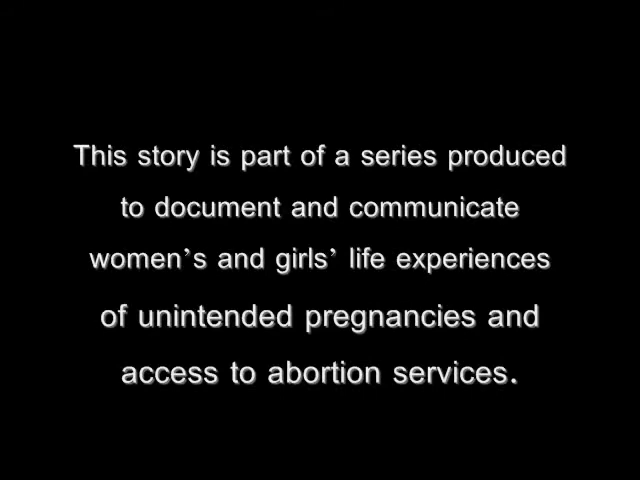 This story is part of a series produced
to document and communicate
women’s and girls’ life experiences
of unintended pregnancies and
access to abortion services.